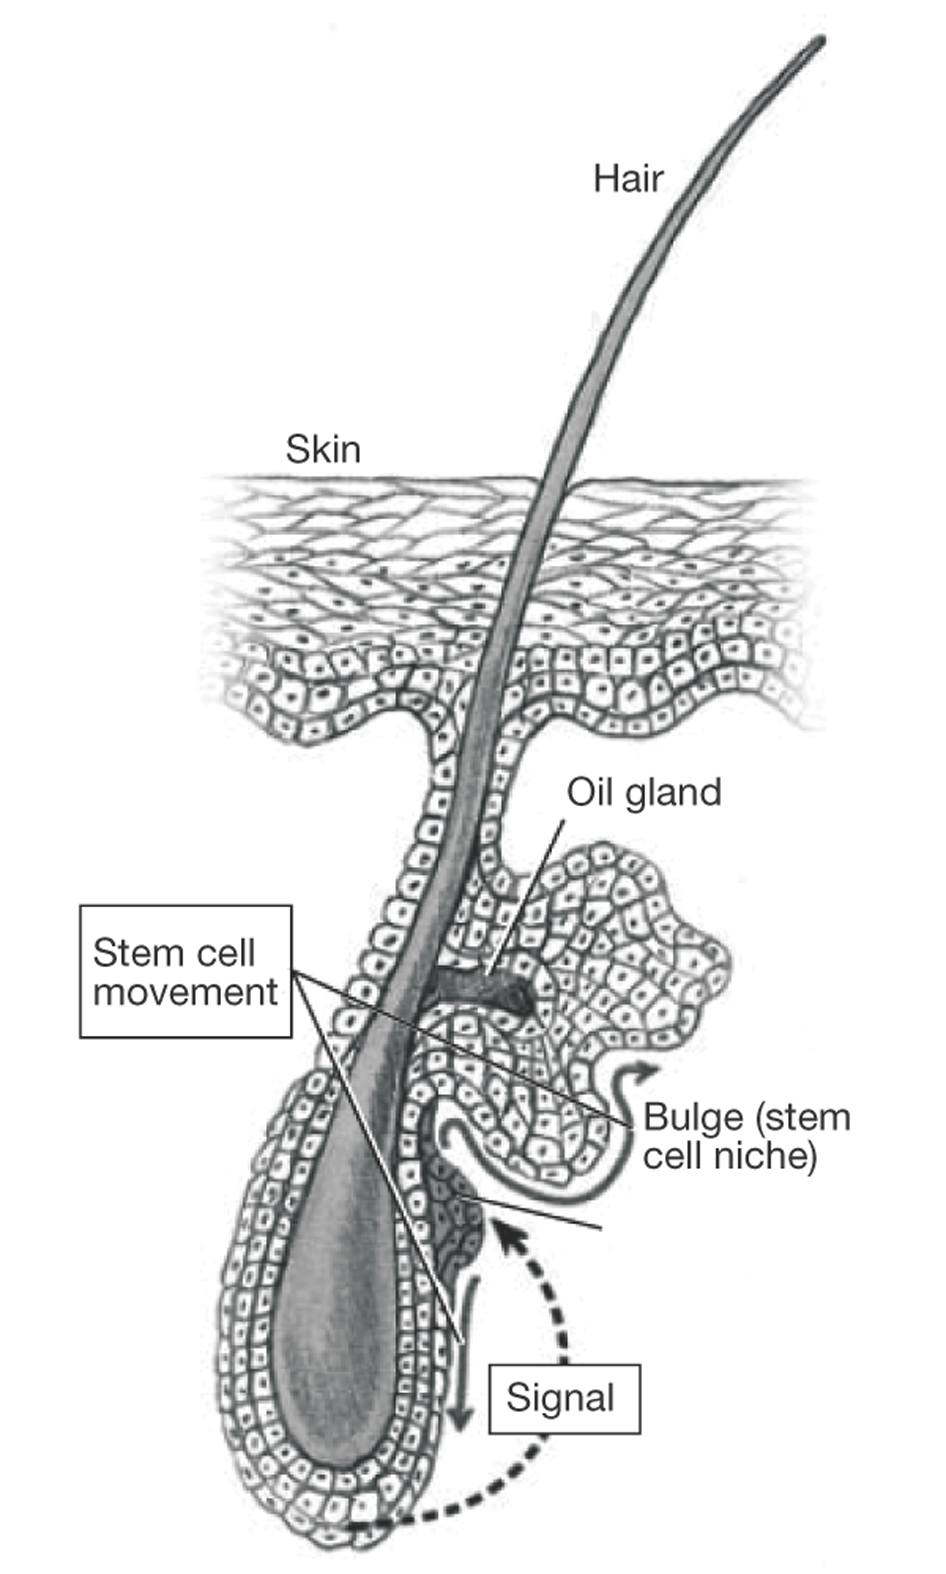 Hair
Skin
Oil gland
Stem cell
movement
Bulge (stem
cell niche)
Signal